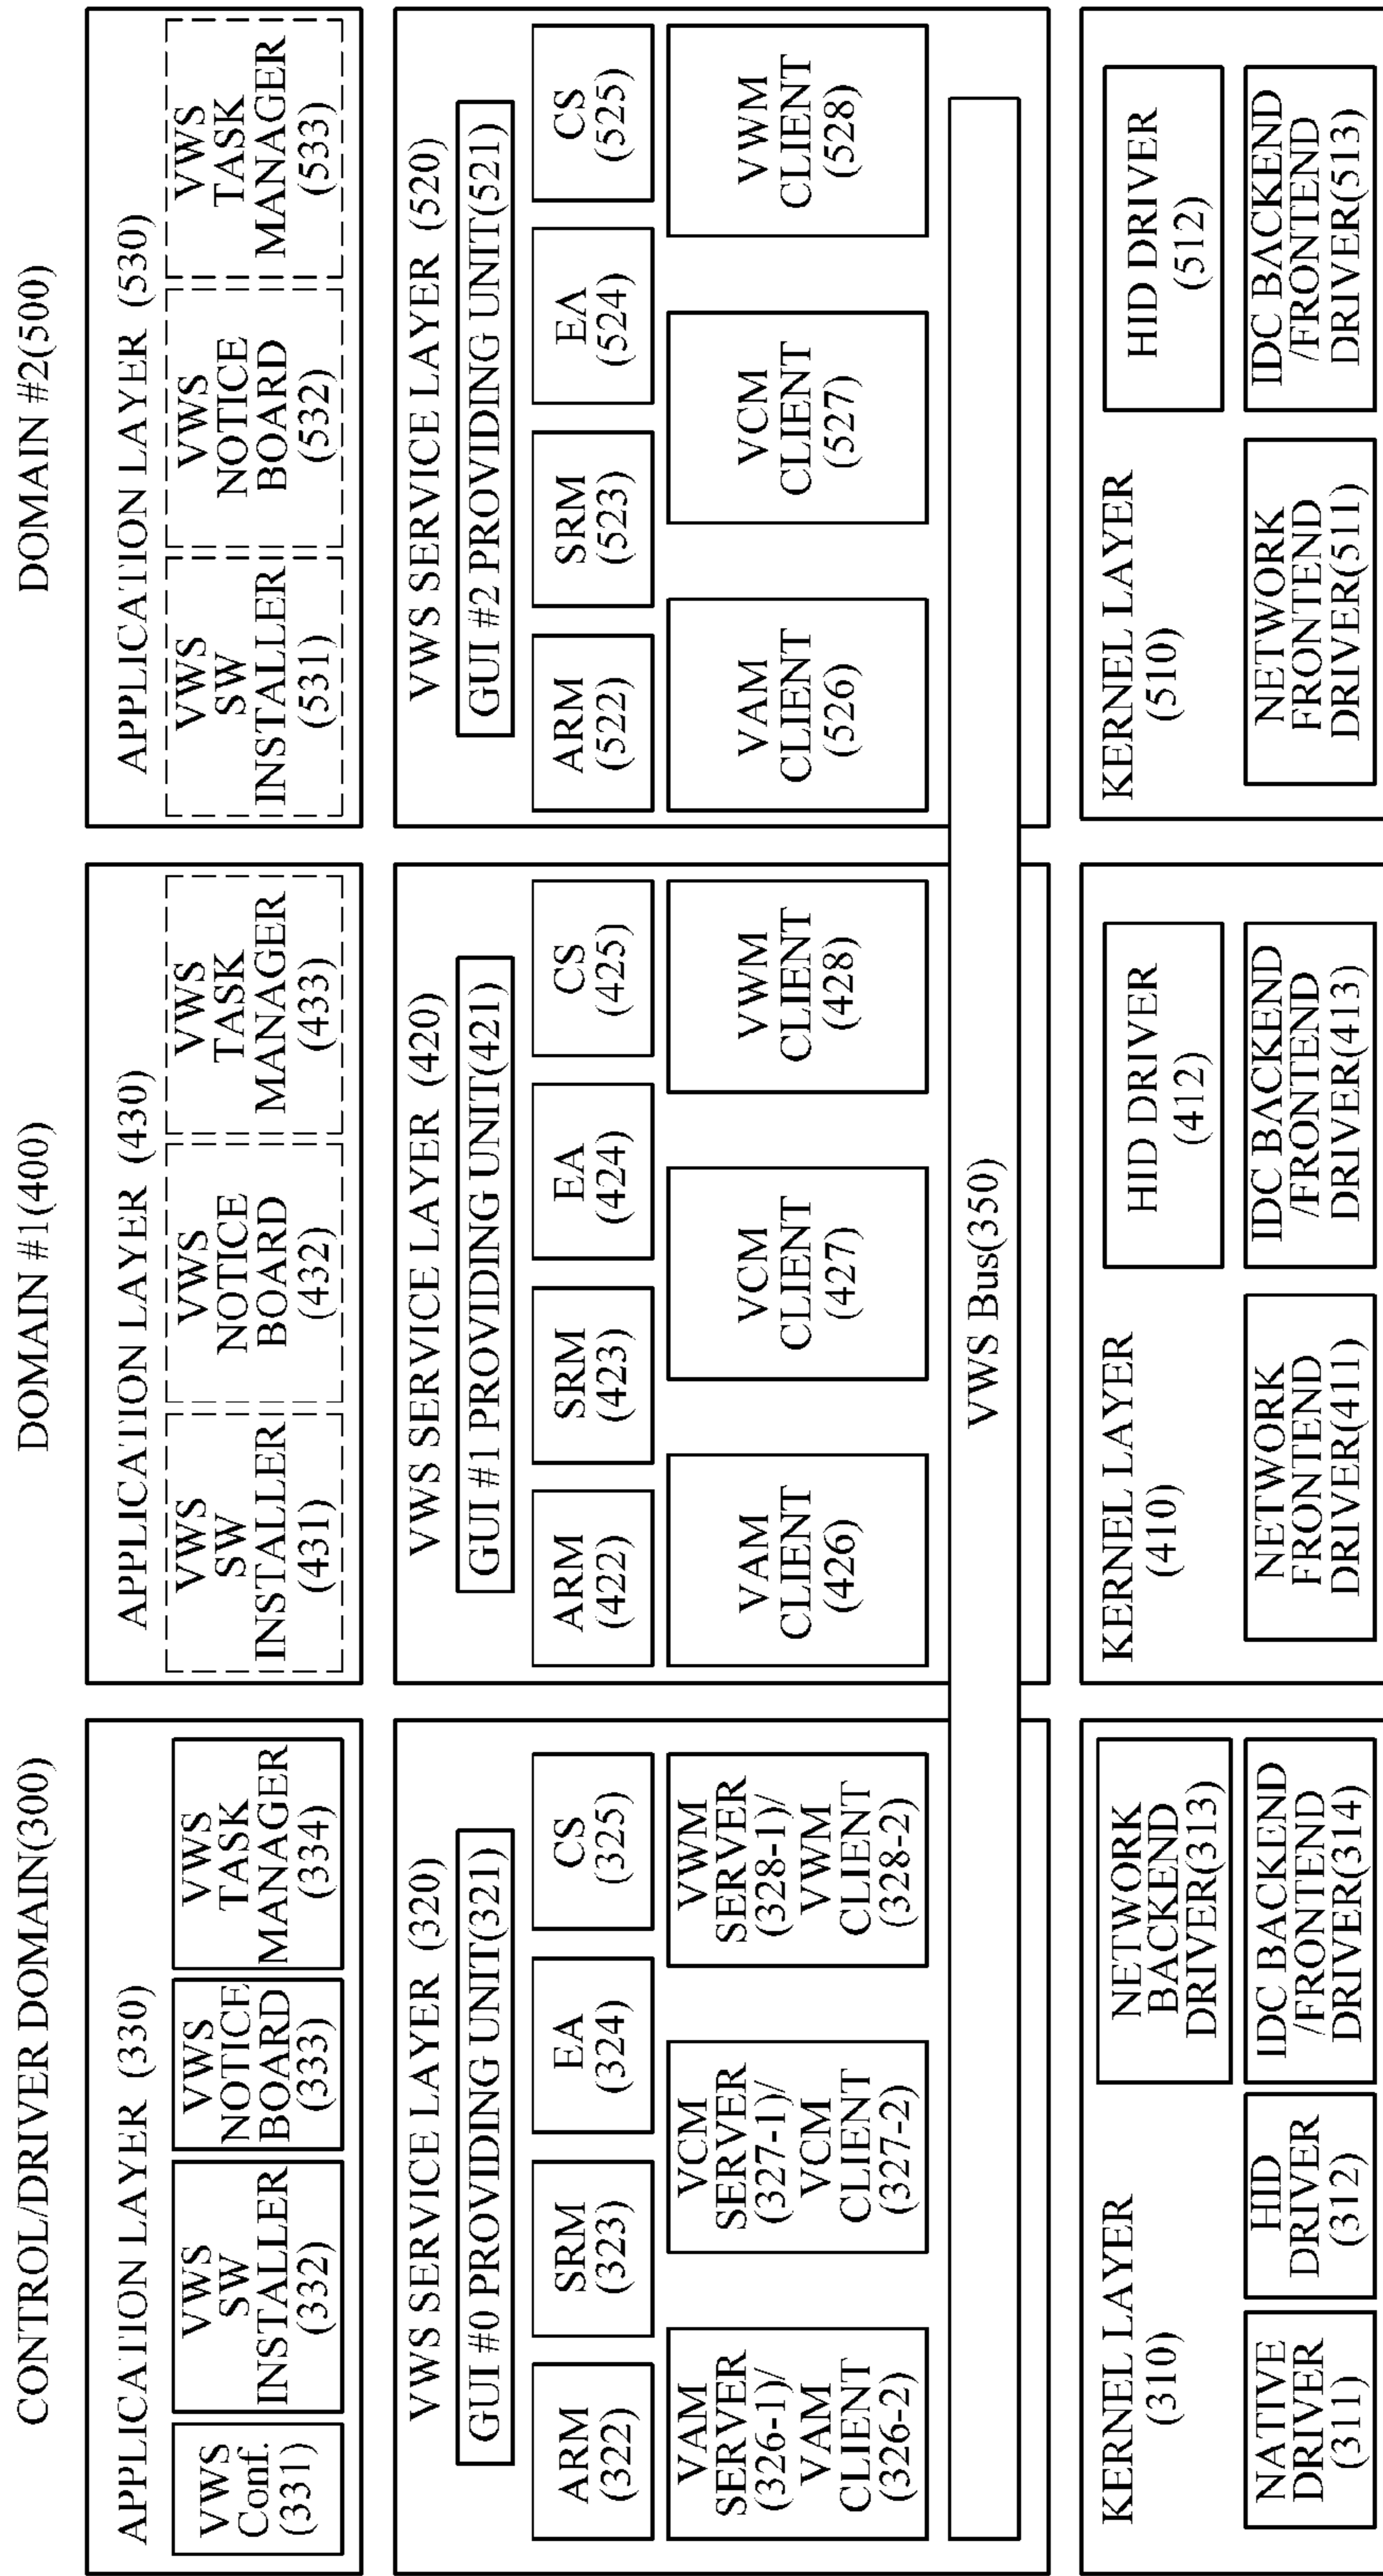 CONTROL/DRIVER DOMAIN(300)
APPLICATION LAYER (330)
VWS
Conf.
(331)
VWS
SW
INSTALLER
(332)
VWS
NOTICE
BOARD
(333)
VWS
TASK
MANAGER
(334)
VWS SERVICE LAYER (320)
GUI #0 PROVIDING UNIT(321)
ARM
(322)
SRM
(323)
EA
(324)
CS
(325)
VAM
SERVER
(326-1)/
VAM
CLIENT
(326-2)
VCM
SERVER
(327-1)/
VCM
CLIENT
(327-2)
VWM
SERVER
(328-1)/
VWM
CLIENT
(328-2)
KERNEL LAYER
(310)
NETWORK
BACKEND
DRIVER(313)
NATIVE
DRIVER
(311)
HID
DRIVER
(312)
IDC BACKEND
/FRONTEND
DRIVER(314)
DOMAIN #1(400)
APPLICATION LAYER (430)
VWS
SW
INSTALLER
(431)
VWS
NOTICE
BOARD
(432)
VWS
TASK
MANAGER
(433)
VWS SERVICE LAYER (420)
GUI #1 PROVIDING UNIT(421)
ARM
(422)
SRM
(423)
EA
(424)
CS
(425)
VAM
CLIENT
(426)
VCM
CLIENT
(427)
VWM
CLIENT
(428)
VWS Bus(350)
KERNEL LAYER
(410)
HID DRIVER
(412)
NETWORK
FRONTEND
DRIVER(411)
IDC BACKEND
/FRONTEND
DRIVER(413)
DOMAIN #2(500)
APPLICATION LAYER (530)
VWS
SW
INSTALLER
(531)
VWS
NOTICE
BOARD
(532)
VWS
TASK
MANAGER
(533)
VWS SERVICE LAYER (520)
GUI #2 PROVIDING UNIT(521)
ARM
(522)
SRM
(523)
EA
(524)
CS
(525)
VAM
CLIENT
(526)
VCM
CLIENT
(527)
VWM
CLIENT
(528)
KERNEL LAYER
(510)
HID DRIVER
(512)
NETWORK
FRONTEND
DRIVER(511)
IDC BACKEND
/FRONTEND
DRIVER(513)